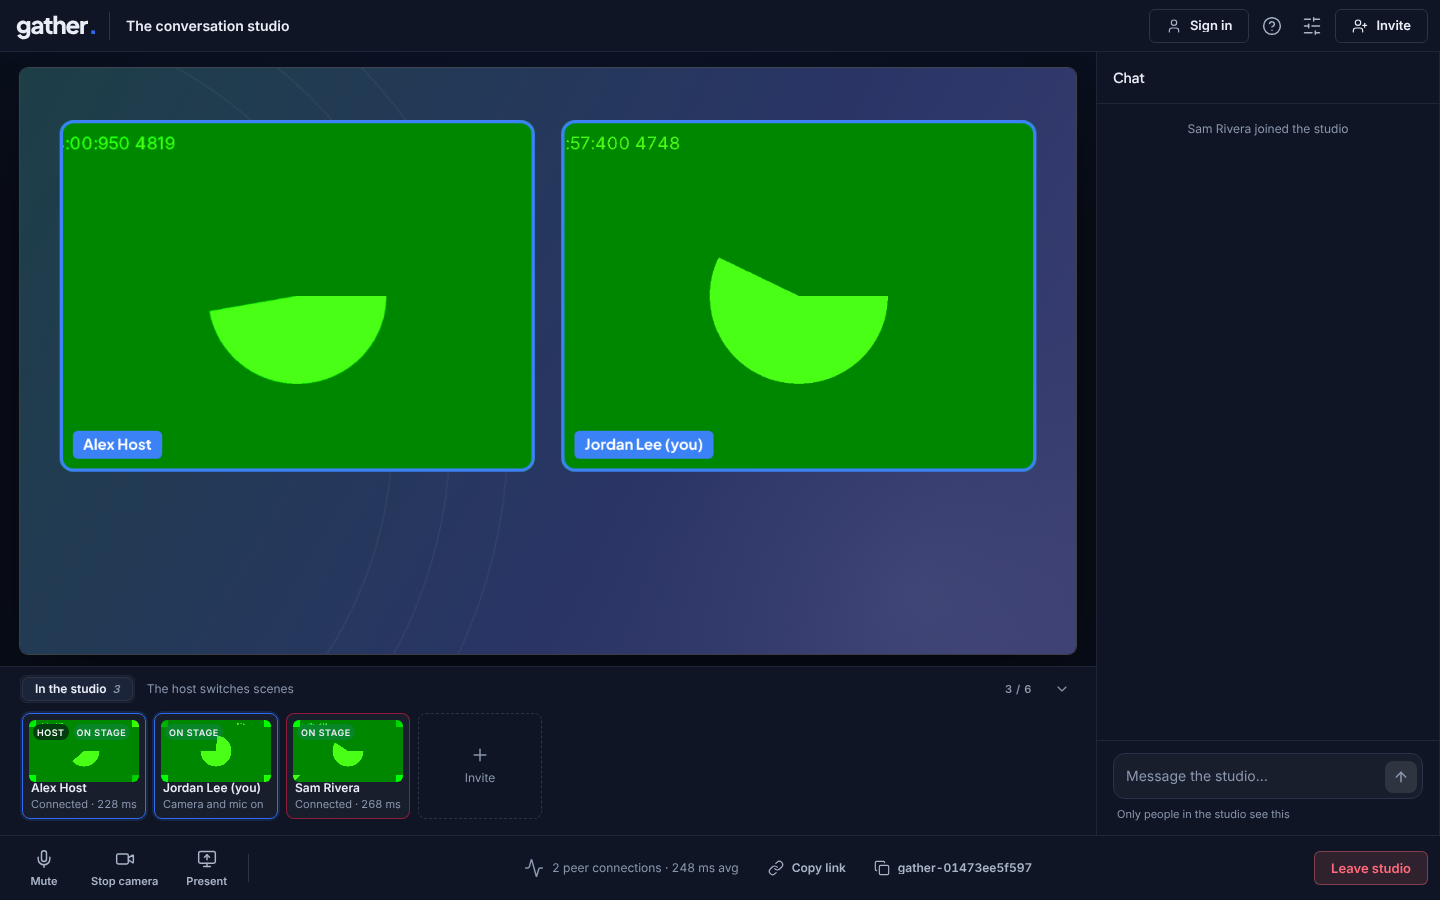 gather.
The conversation studio
Sign in
Invite
:00:950 4819
:57:400 4748
Alex Host
Jordan Lee (you)
Chat
Sam Rivera joined the studio
In the studio 3
The host switches scenes
3 / 6
HOST
ON STAGE
Alex Host
Connected · 228 ms
ON STAGE
Jordan Lee (you)
Camera and mic on
ON STAGE
Sam Rivera
Connected · 268 ms
Invite
Message the studio...
Only people in the studio see this
Mute
Stop camera
Present
2 peer connections · 248 ms avg
Copy link
gather-01473ee5f597
Leave studio